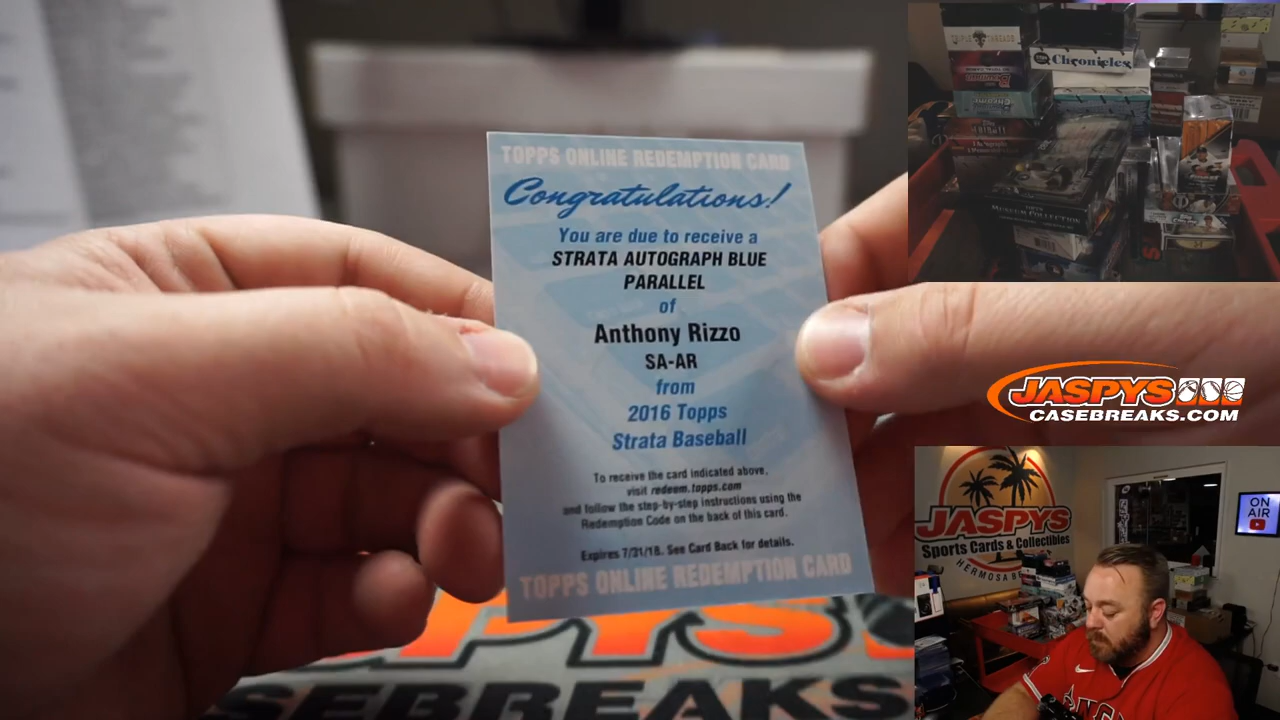 TOPPS ONLINE REDEMPTION CARD
Congratulations!
You are due to receive a
STRATA AUTOGRAPH BLUE
PARALLEL
of
Anthony Rizzo
SA-AR
from
2016 Topps
Strata Baseball
To receive the card indicated above,
visit redeem.topps.com
and follow the step-by-step instructions using the
Redemption Code on the back of this card.
Expires 7/31/18. See Card Back for details.
TOPPS ONLINE REDEMPTION CARD
SEBREAKS
Chronicles
MUSEUM COLLECTION
JASPYS
CASEBREAKS.COM
JASPYS
Sports Cards & Collectibles
ON
AIR